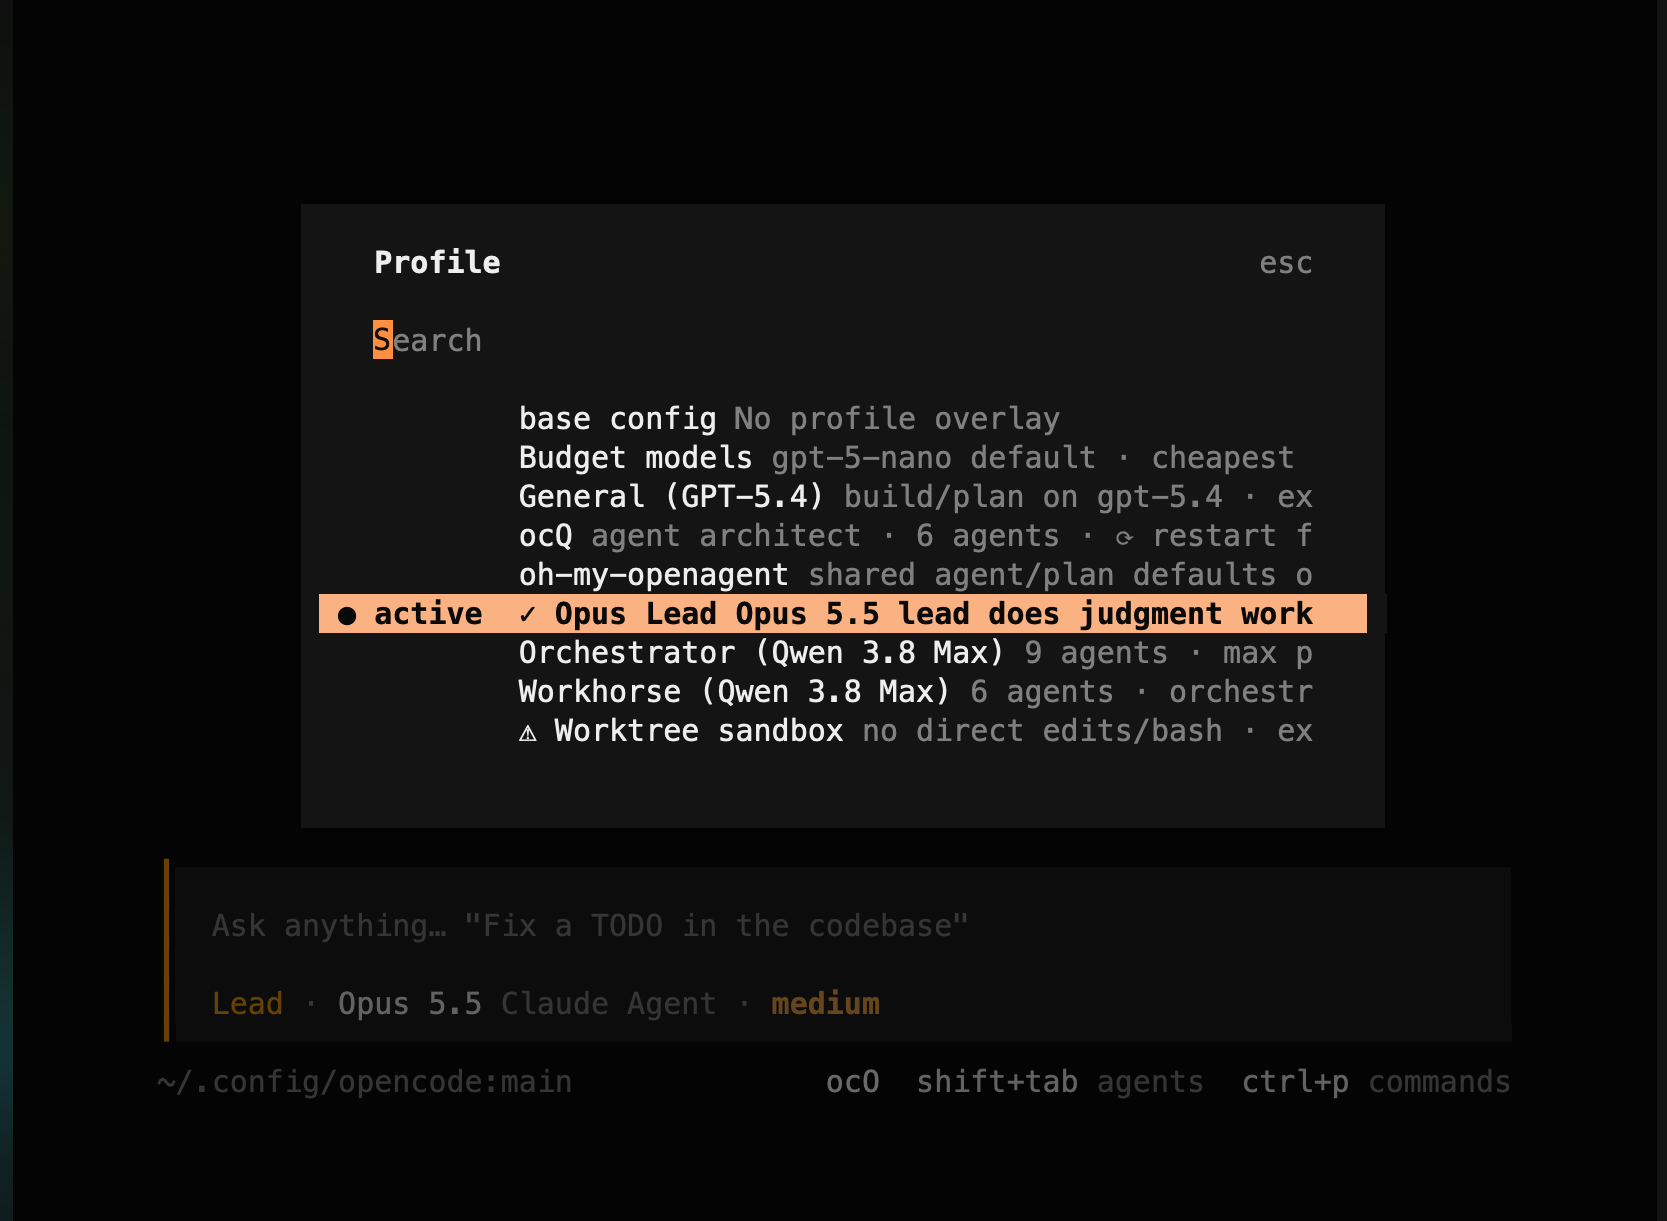 Profile esc
Search
base config No profile overlay
Budget models gpt-5-nano default · cheapest
General (GPT-5.4) build/plan on gpt-5.4 · ex
ocQ agent architect · 6 agents · ⟳ restart f
oh-my-openagent shared agent/plan defaults o
● active ✓ Opus Lead Opus 5.5 lead does judgment work
Orchestrator (Qwen 3.8 Max) 9 agents · max p
Workhorse (Qwen 3.8 Max) 6 agents · orchestr
⚠ Worktree sandbox no direct edits/bash · ex
Ask anything… "Fix a TODO in the codebase"
Lead · Opus 5.5 Claude Agent · medium
~/.config/opencode:main ocO shift+tab agents ctrl+p commands